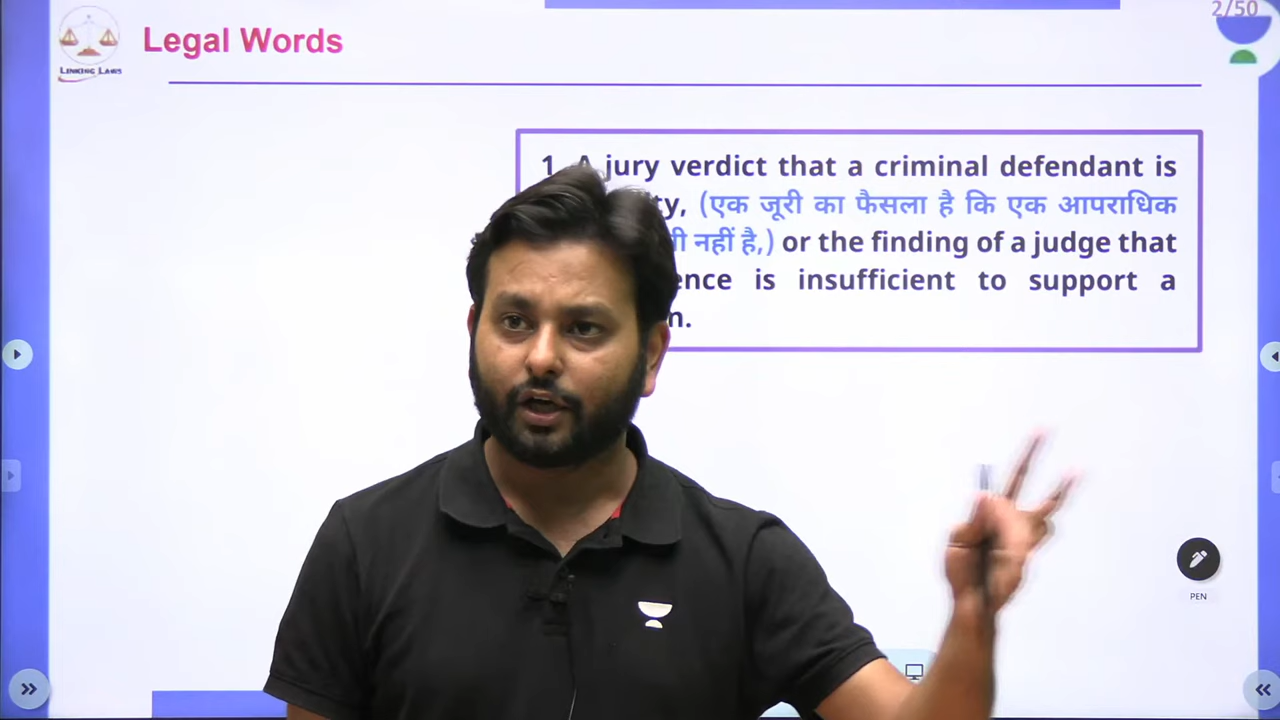 2/50
LINKING LAWS
Legal Words
1. A jury verdict that a criminal defendant is
(एक जूरी का फैसला है कि एक आपराधिक
नहीं है,) or the finding of a judge that
is insufficient to support a
PEN